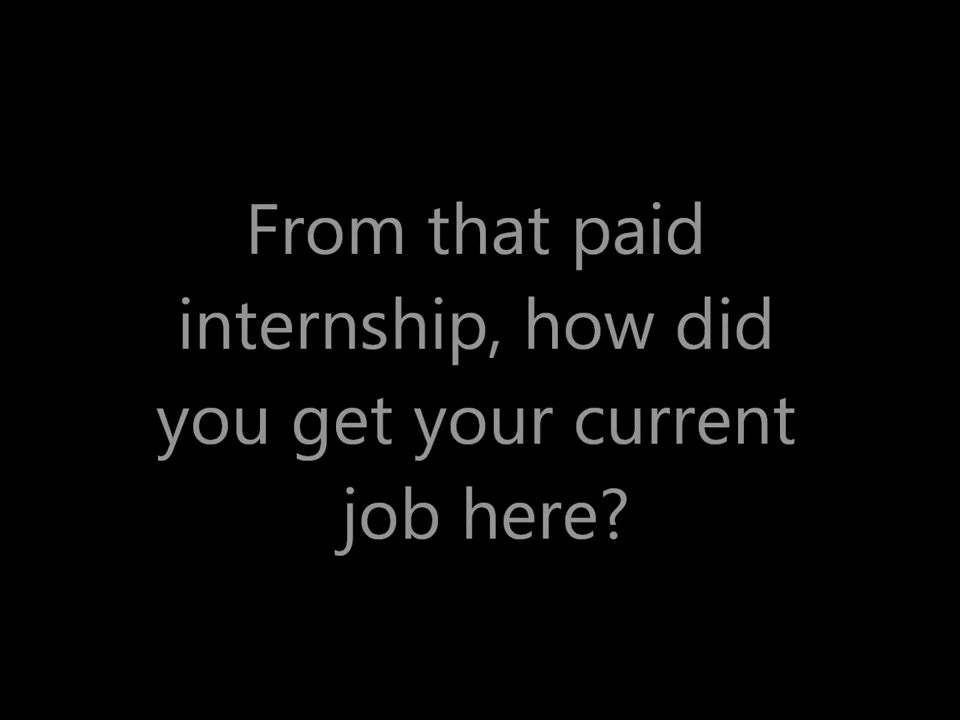 From that paid
internship, how did
you get your current
job here?